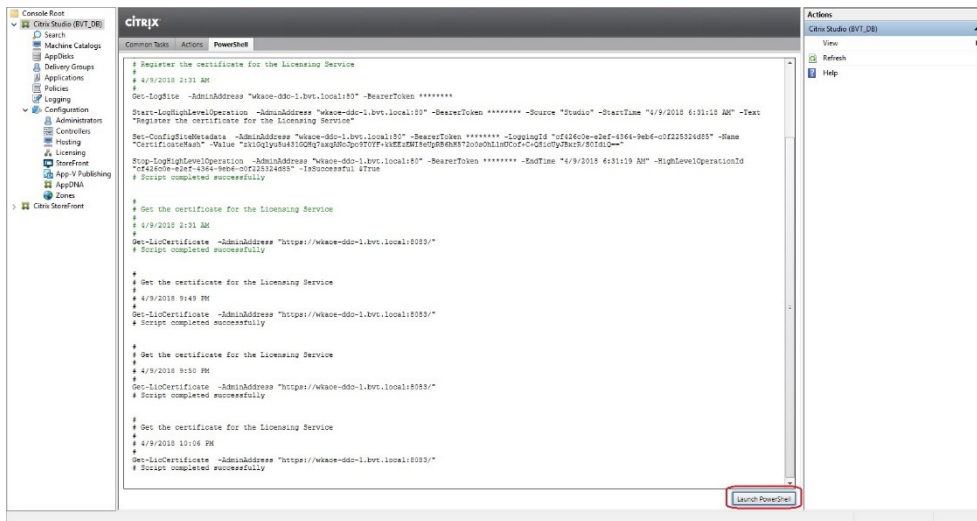 Console Root
Citrix Studio (BVT_DB)
Search
Machine Catalogs
AppDisks
Delivery Groups
Applications
Policies
Logging
Configuration
Administrators
Controllers
Hosting
Licensing
StoreFront
App-V Publishing
AppDNA
Zones
Citrix StoreFront
CITRIX
Common Tasks Actions PowerShell
# Register the certificate for the Licensing Service
#
# 4/9/2018 2:31 AM
#
Get-LogSite -AdminAddress "wkace-ddc-1.bvt.local:80" -BearerToken ********
Start-LogHighLevelOperation -AdminAddress "wkace-ddc-1.bvt.local:80" -BearerToken ******** -Source "Studio" -StartTime "4/9/2018 6:31:18 AM" -Text
"Register the certificate for the Licensing Service"
Set-ConfigSiteMetadata -AdminAddress "wkace-ddc-1.bvt.local:80" -BearerToken ******** -LoggingId "cf426c0e-e2ef-4364-9eb6-c0f225324d85" -Name
"CertificateHash" -Value
Stop-LogHighLevelOperation -AdminAddress "wkace-ddc-1.bvt.local:80" -BearerToken ******** -EndTime "4/9/2018 6:31:19 AM" -HighLevelOperationId
"cf426c0e-e2ef-4364-9eb6-c0f225324d85" -IsSuccessful $True
# Script completed successfully
#
# Get the certificate for the Licensing Service
#
# 4/9/2018 2:31 AM
#
Get-LicCertificate -AdminAddress "https://wkace-ddc-1.bvt.local:8083/"
# Script completed successfully
#
# Get the certificate for the Licensing Service
#
# 4/9/2018 9:49 PM
#
Get-LicCertificate -AdminAddress "https://wkace-ddc-1.bvt.local:8083/"
# Script completed successfully
#
# Get the certificate for the Licensing Service
#
# 4/9/2018 9:50 PM
#
Get-LicCertificate -AdminAddress "https://wkace-ddc-1.bvt.local:8083/"
# Script completed successfully
#
# Get the certificate for the Licensing Service
#
# 4/9/2018 10:06 PM
#
Get-LicCertificate -AdminAddress "https://wkace-ddc-1.bvt.local:8083/"
# Script completed successfully
Launch PowerShell
Actions
Citrix Studio (BVT_DB)
View
Refresh
Help